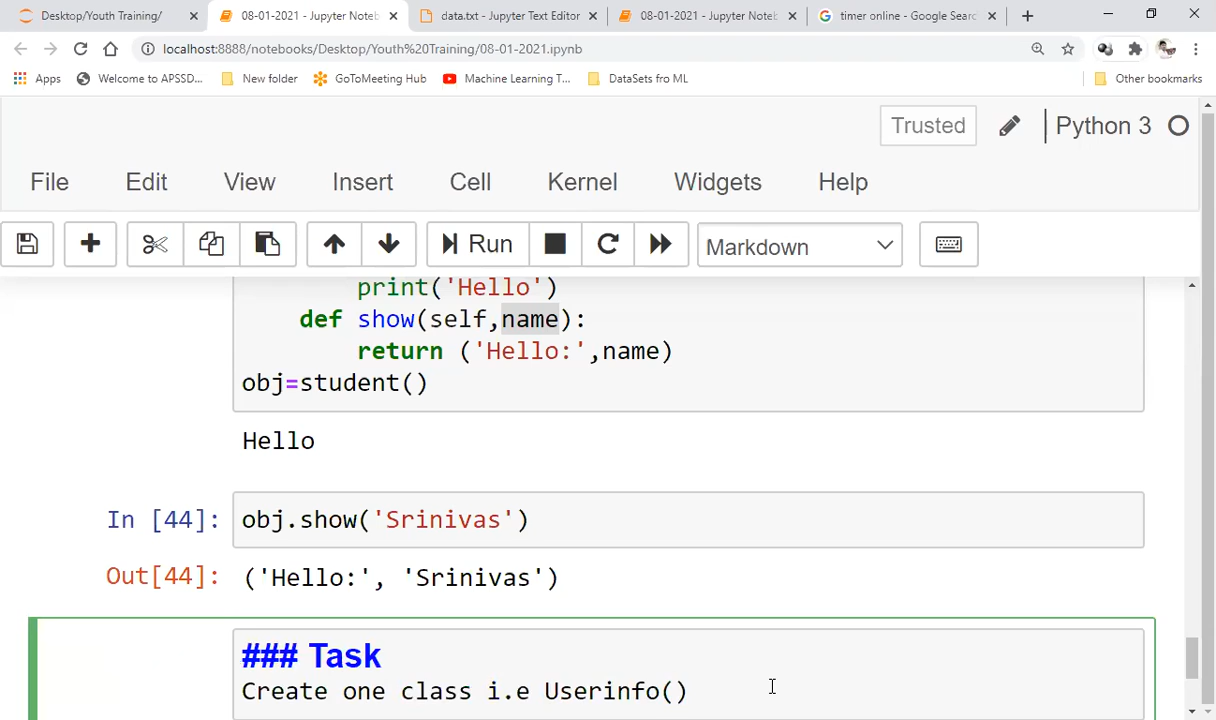 Desktop/Youth Training/
08-01-2021 - Jupyter Noteb
data.txt - Jupyter Text Editor
08-01-2021 - Jupyter Noteb
timer online - Google Searc
localhost:8888/notebooks/Desktop/Youth%20Training/08-01-2021.ipynb
Apps
Welcome to APSSD...
New folder
GoToMeeting Hub
Machine Learning T...
DataSets fro ML
Other bookmarks
Trusted
Python 3
File Edit View Insert Cell Kernel Widgets Help
Run
Markdown
print('Hello')
def show(self,name):
return ('Hello:',name)
obj=student()
Hello
In [44]: obj.show('Srinivas')
Out[44]: ('Hello:', 'Srinivas')
### Task
Create one class i.e Userinfo()